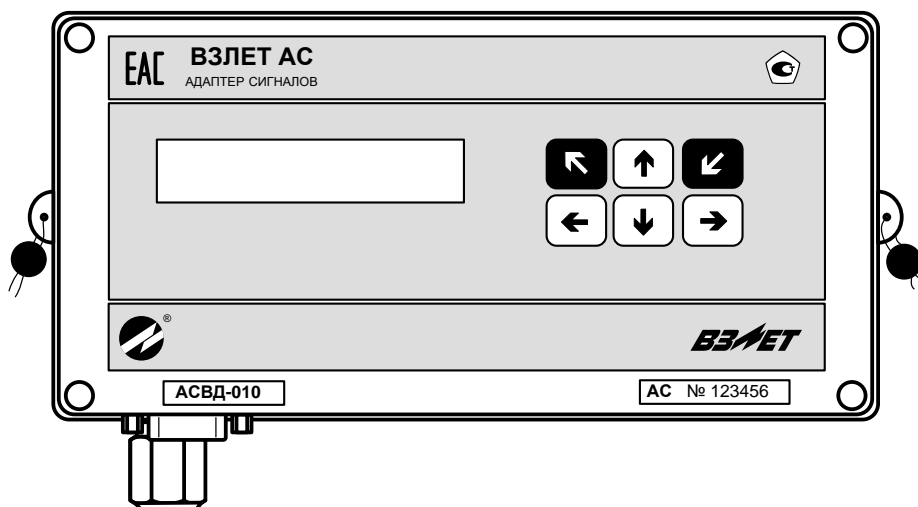 EAC
ВЗЛЕТ АС
АДАПТЕР СИГНАЛОВ
®
ВЗЛЕТ
АСВД-010
АС № 123456